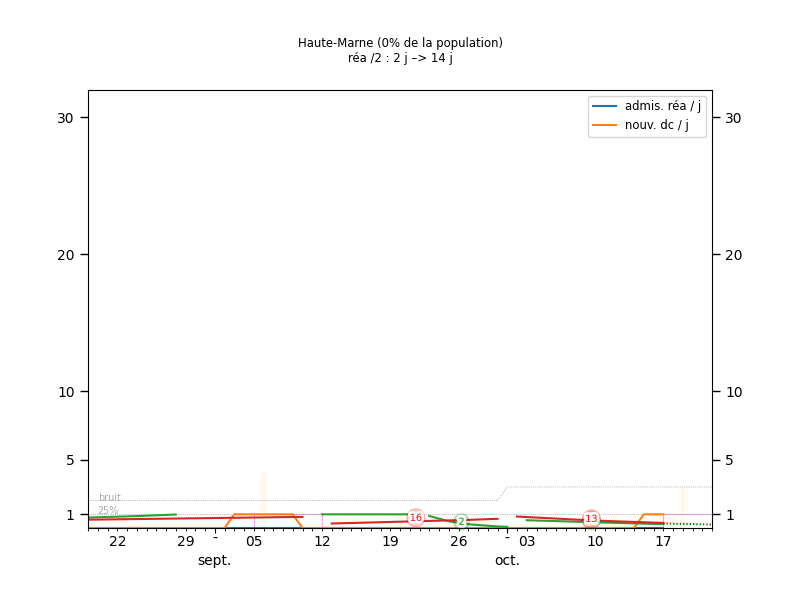 Haute-Marne (0% de la population)
réa /2 : 2 j –> 14 j
admis. réa / j
nouv. dc / j
30 30
20 20
10 10
5 5
bruit
25%
1 1
16 2 13
22 29 - 05 12 19 26 - 03 10 17
sept. oct.